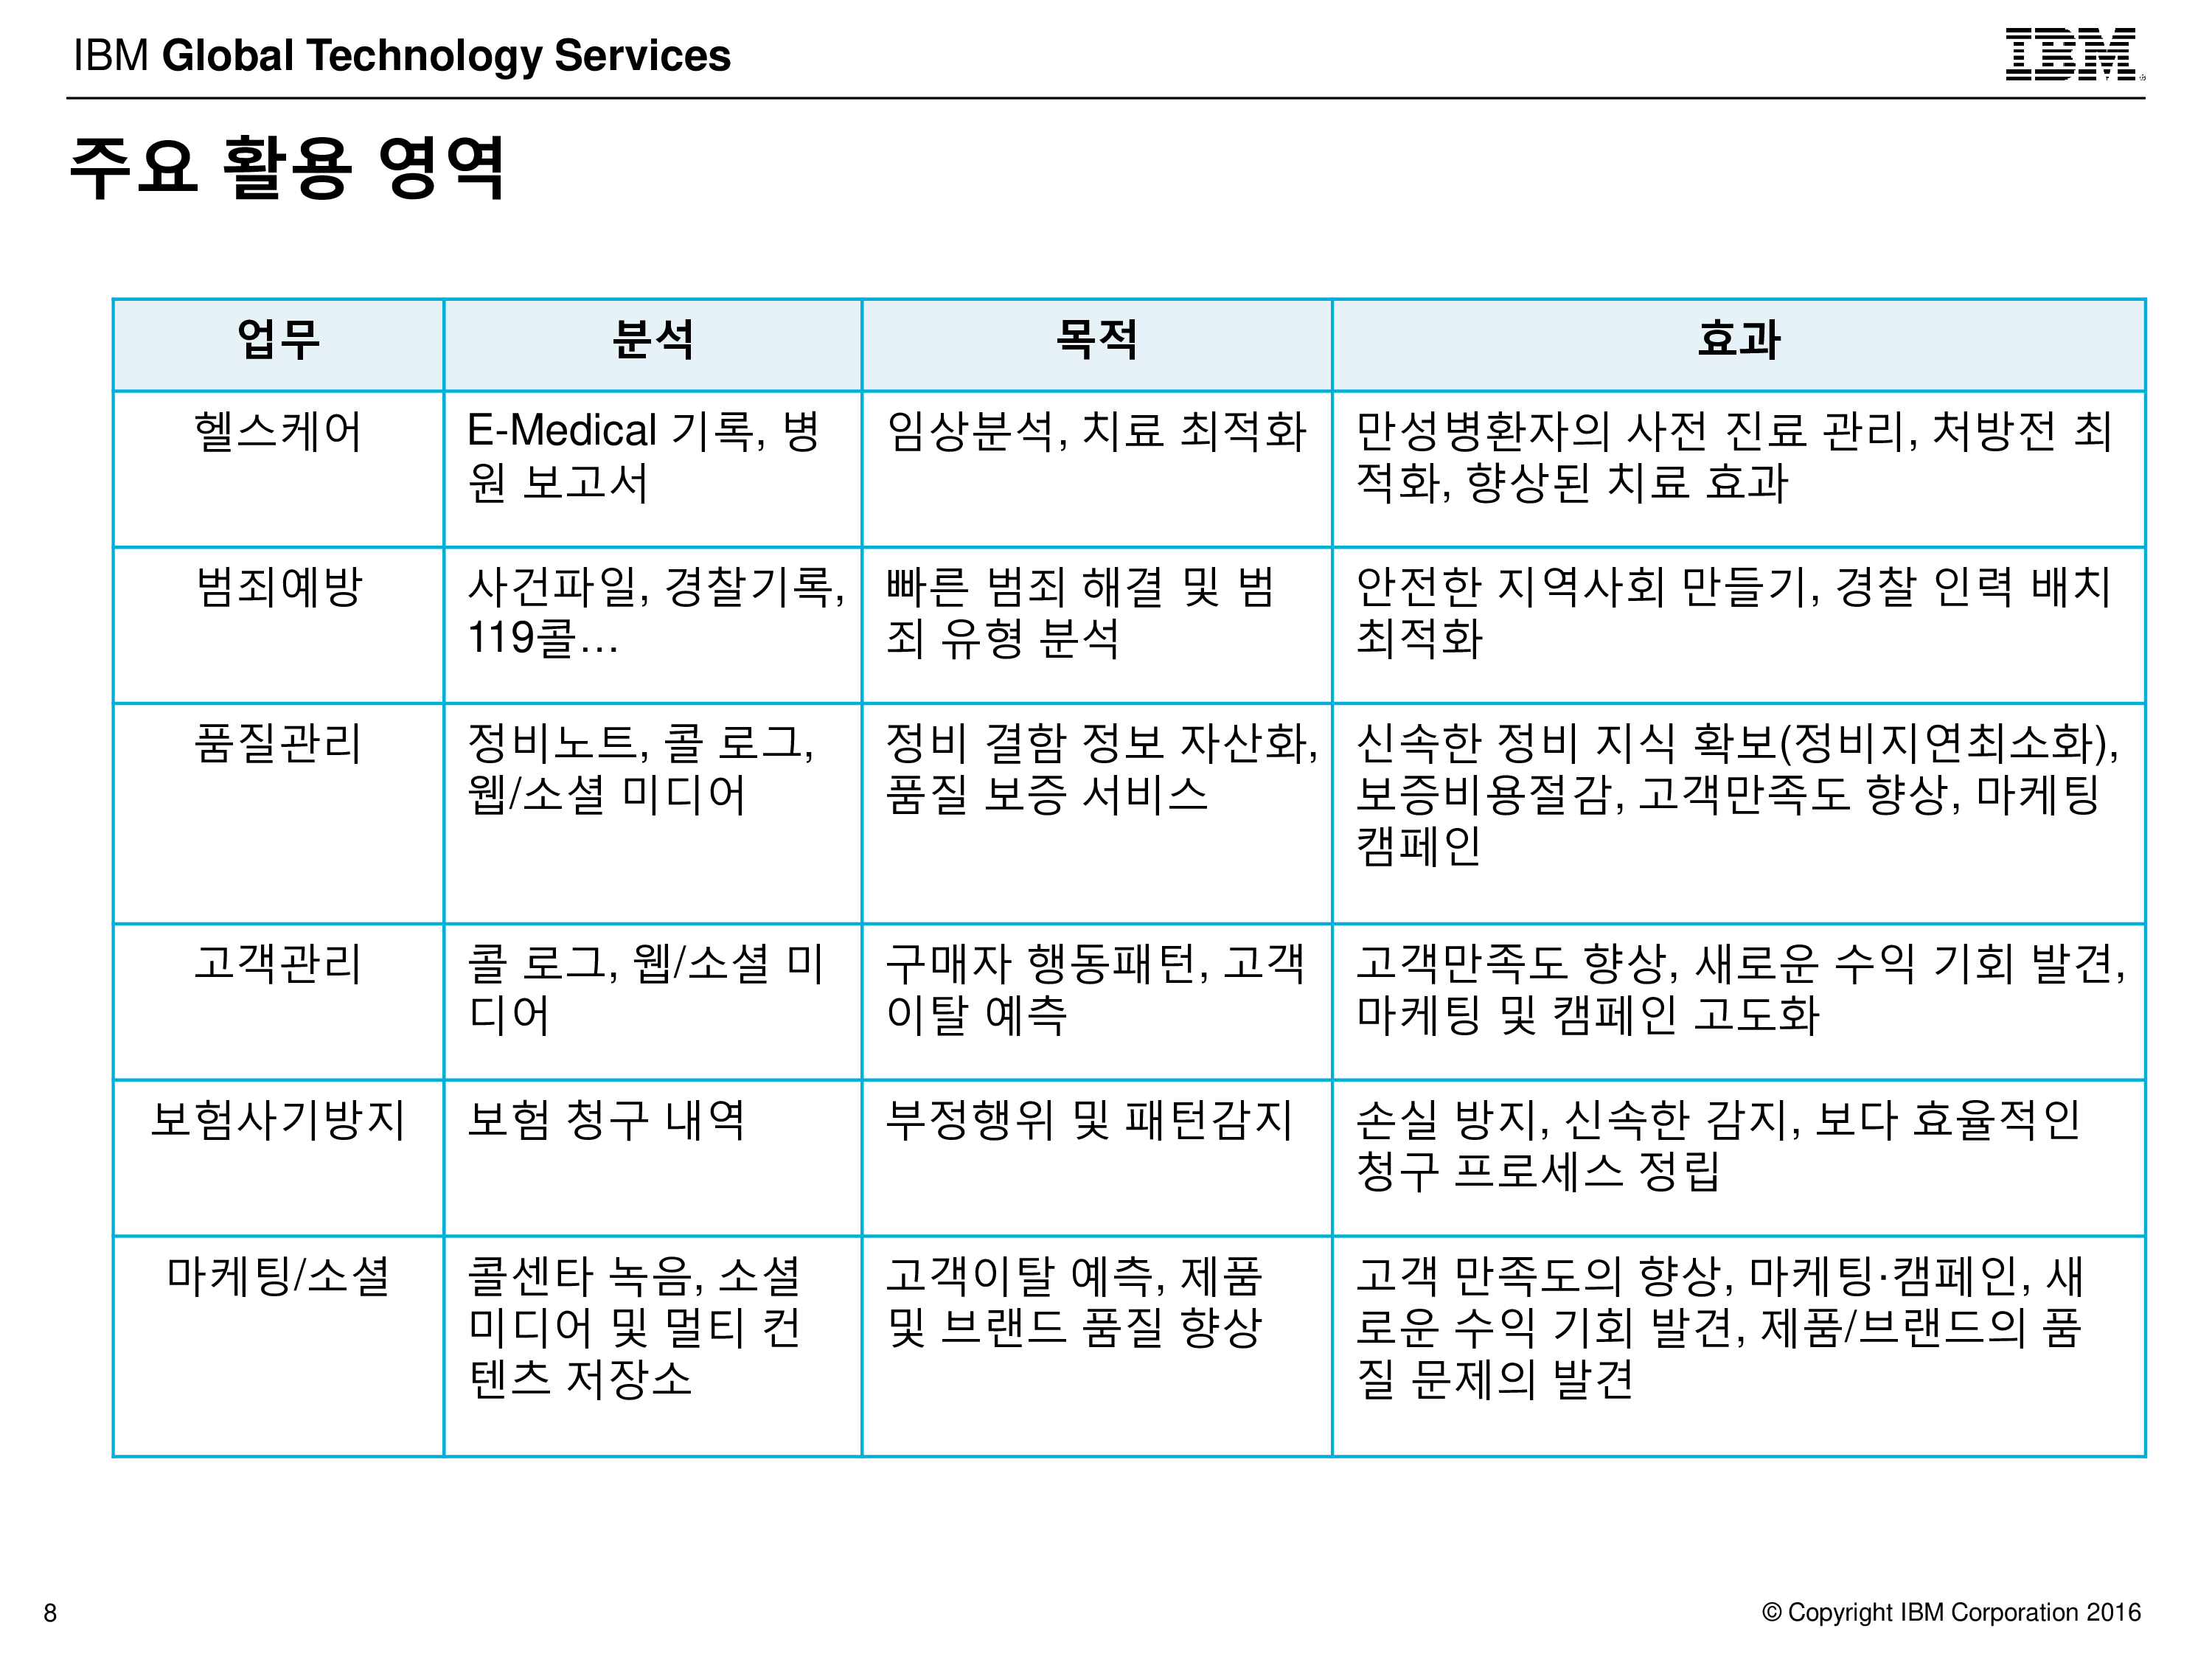 IBM Global Technology Services
IBM
주요 활용 영역
업무
분석
목적
효과
헬스케어
E-Medical 기록, 병
원 보고서
임상분석, 치료 최적화
만성병환자의 사전 진료 관리, 처방전 최
적화, 향상된 치료 효과
범죄예방
사건파일, 경찰기록,
119콜…
빠른 범죄 해결 및 범
죄 유형 분석
안전한 지역사회 만들기, 경찰 인력 배치
최적화
품질관리
정비노트, 콜 로그,
웹/소셜 미디어
정비 결함 정보 자산화,
품질 보증 서비스
신속한 정비 지식 확보(정비지연최소화),
보증비용절감, 고객만족도 향상, 마케팅
캠페인
고객관리
콜 로그, 웹/소셜 미
디어
구매자 행동패턴, 고객
이탈 예측
고객만족도 향상, 새로운 수익 기회 발견,
마케팅 및 캠페인 고도화
보험사기방지
보험 청구 내역
부정행위 및 패턴감지
손실 방지, 신속한 감지, 보다 효율적인
청구 프로세스 정립
마케팅/소셜
콜센타 녹음, 소셜
미디어 및 멀티 컨
텐츠 저장소
고객이탈 예측, 제품
및 브랜드 품질 향상
고객 만족도의 향상, 마케팅·캠페인, 새
로운 수익 기회 발견, 제품/브랜드의 품
질 문제의 발견
8
© Copyright IBM Corporation 2016